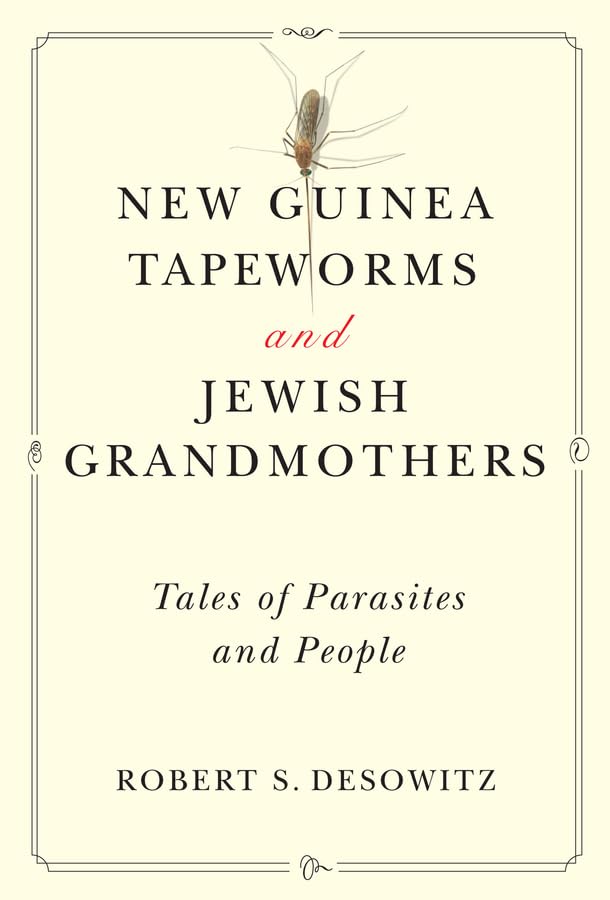 NEW GUINEA
TAPEWORMS
and
JEWISH
GRANDMOTHERS
Tales of Parasites
and People
ROBERT S. DESOWITZ